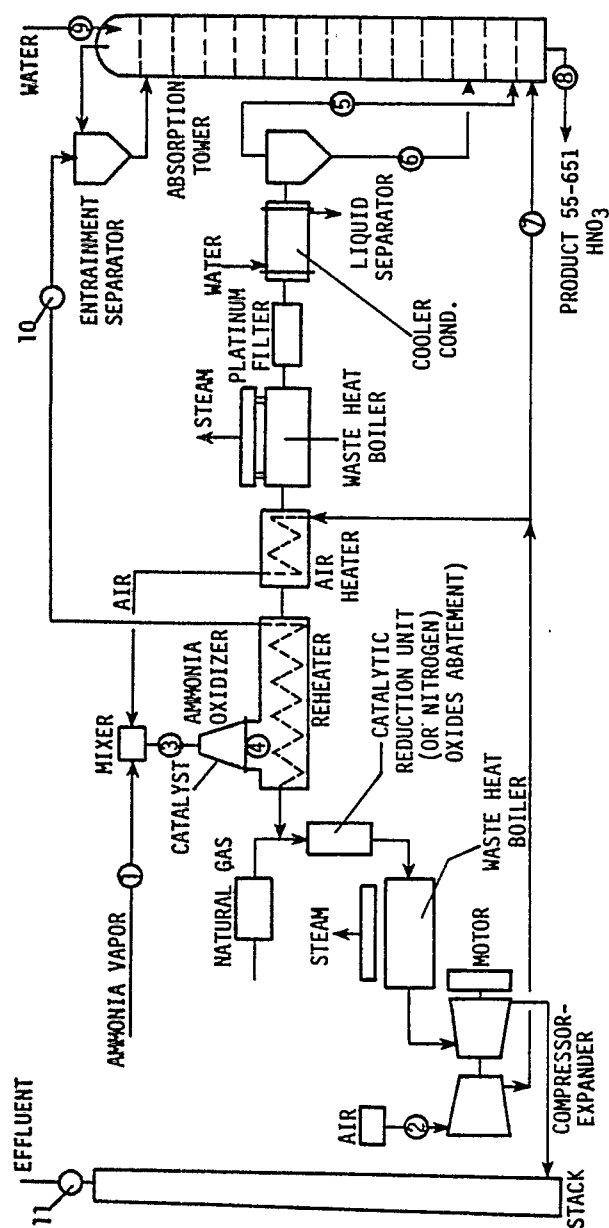 EFFLUENT
11
STACK
AIR
2
COMPRESSOR-
EXPANDER
MOTOR
STEAM
WASTE HEAT
BOILER
NATURAL GAS
CATALYTIC
REDUCTION UNIT
(OR NITROGEN)
OXIDES ABATEMENT)
AMMONIA VAPOR
1
MIXER
3
CATALYST
AMMONIA
OXIDIZER
4
REHEATER
AIR
AIR
HEATER
STEAM
WASTE HEAT
BOILER
PLATINUM
FILTER
WATER
COOLER
COND.
LIQUID
SEPARATOR
5
6
7
10
ENTRAINMENT
SEPARATOR
ABSORPTION
TOWER
WATER
9
8
PRODUCT 55-651
HNO3